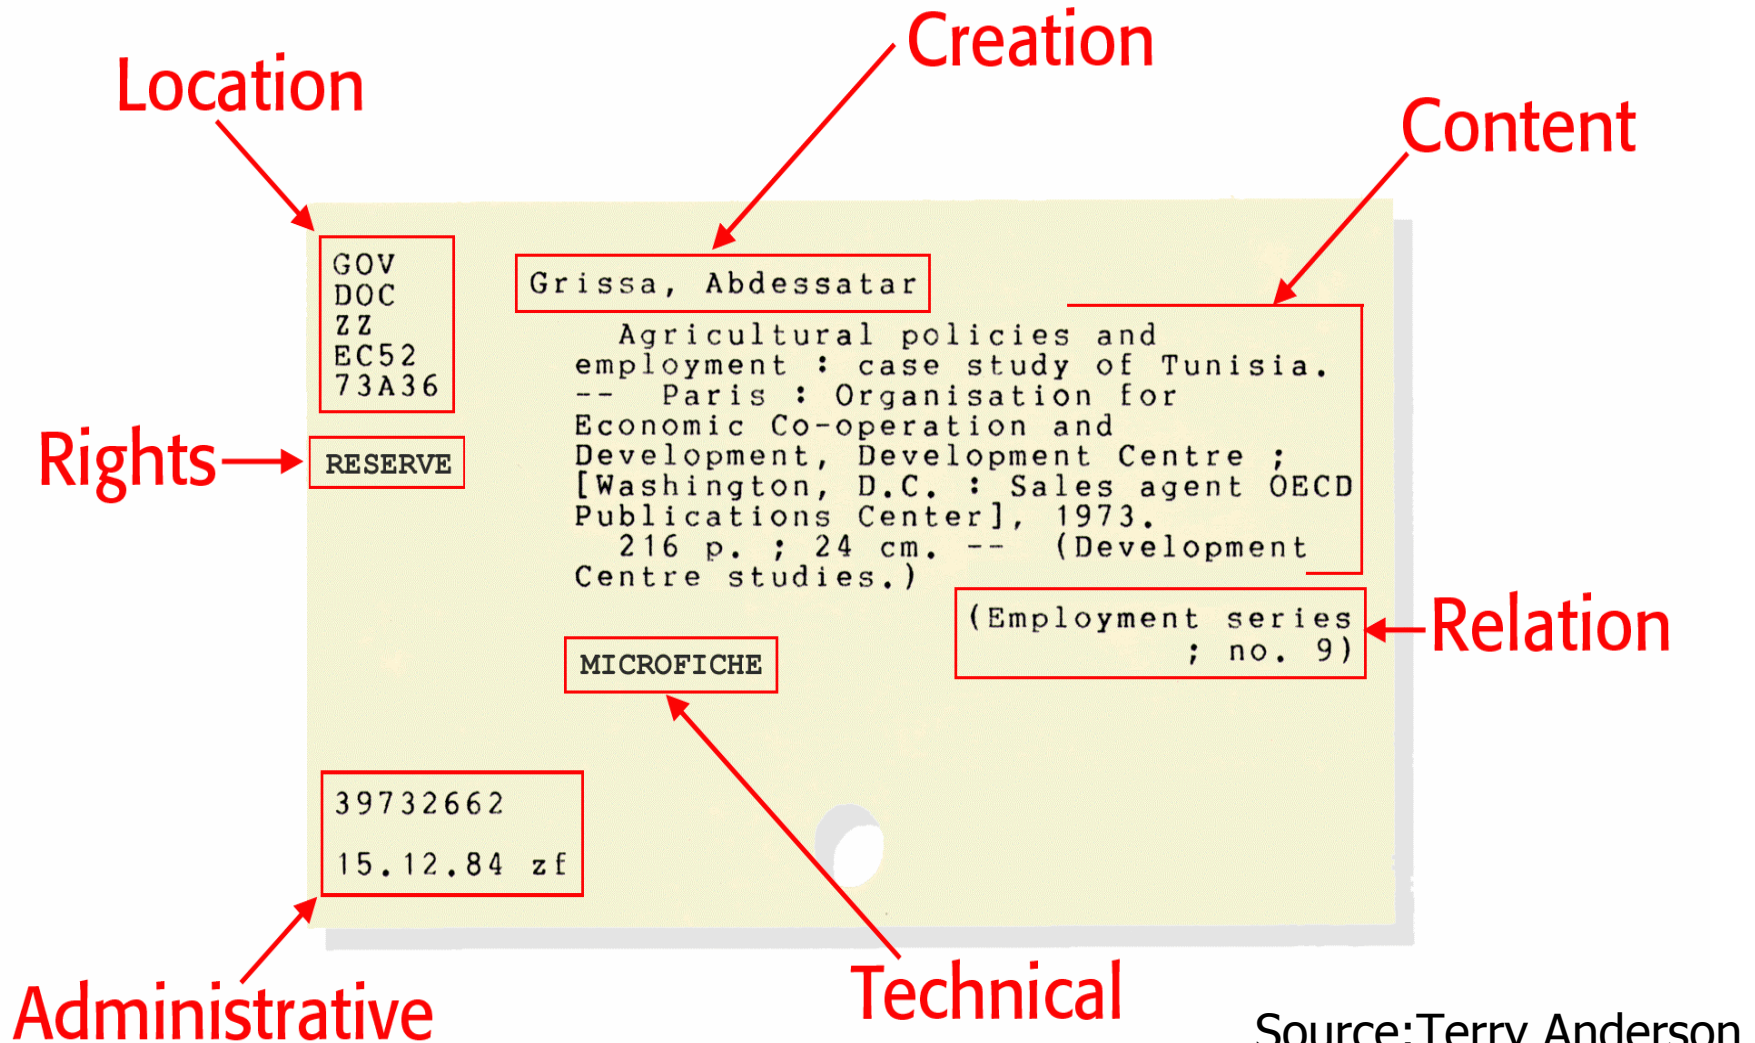 Creation
Location
Content
GOV
DOC
ZZ
EC52
73A36
Grissa, Abdessatar
Agricultural policies and
employment : case study of Tunisia.
-- Paris : Organisation for
Economic Co-operation and
Development, Development Centre ;
[Washington, D.C. : Sales agent OECD
Publications Center], 1973.
216 p. ; 24 cm. -- (Development
Centre studies.)
Rights
RESERVE
(Employment series
; no. 9)
Relation
MICROFICHE
39732662
15.12.84 zf
Administrative
Technical
Source:Terry Anderson